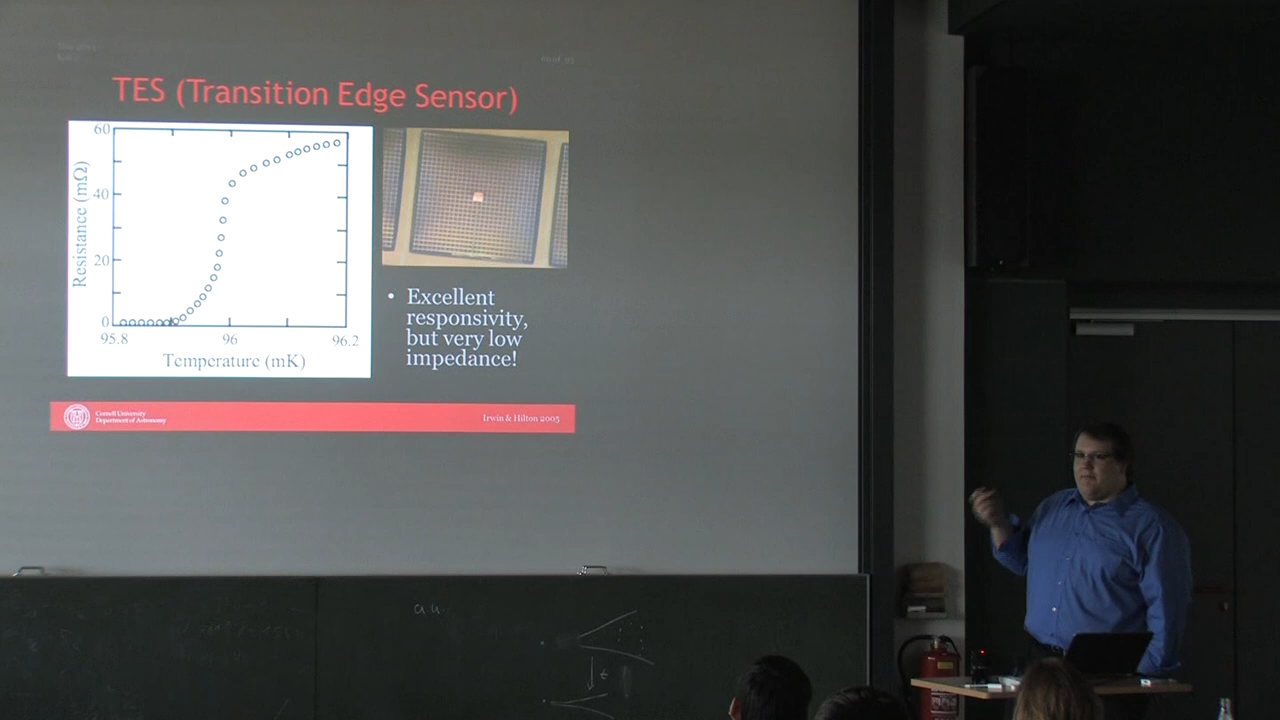 TES (Transition Edge Sensor)
60
40
20
0
Resistance (mΩ)
95.8 96 96.2
Temperature (mK)
• Excellent
responsivity,
but very low
impedance!
Cornell University
Department of Astronomy
Irwin & Hilton 2005
a.u.
t